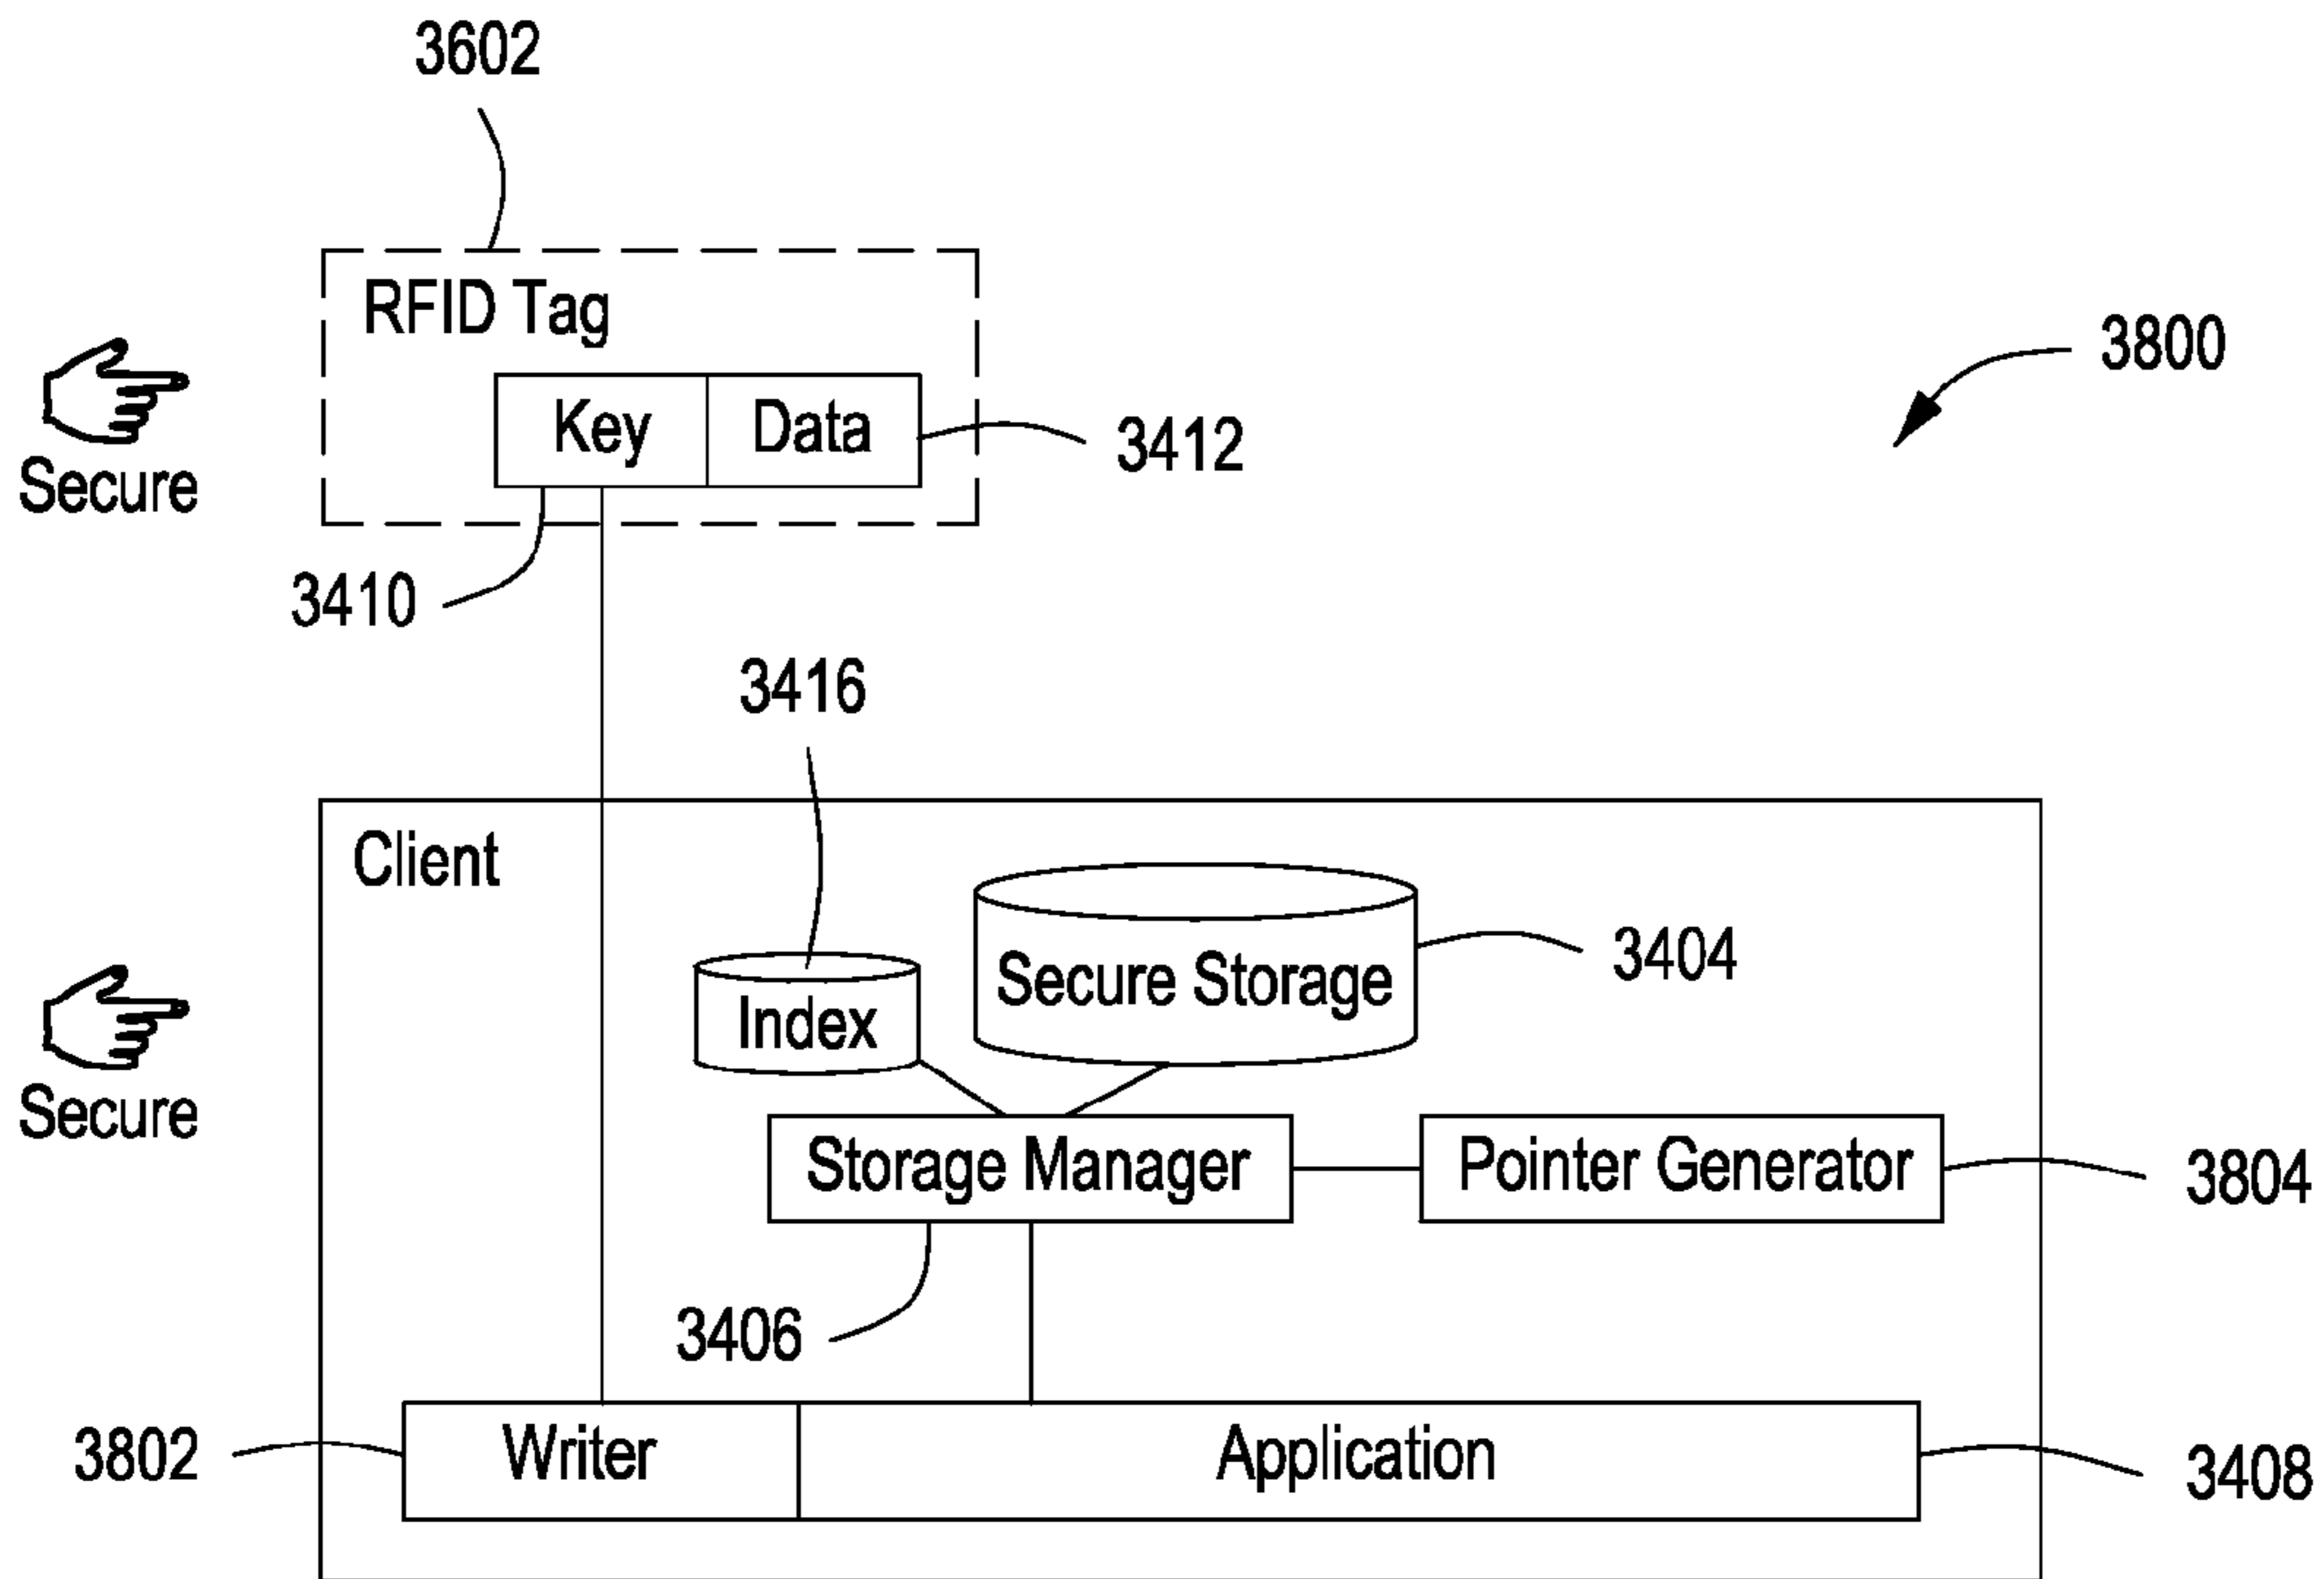 3602
RFID Tag
3800
Key Data
3412
Secure
3410
3416
Client
Secure Storage
3404
Index
Secure
Storage Manager
Pointer Generator
3804
3406
3802
Writer
Application
3408